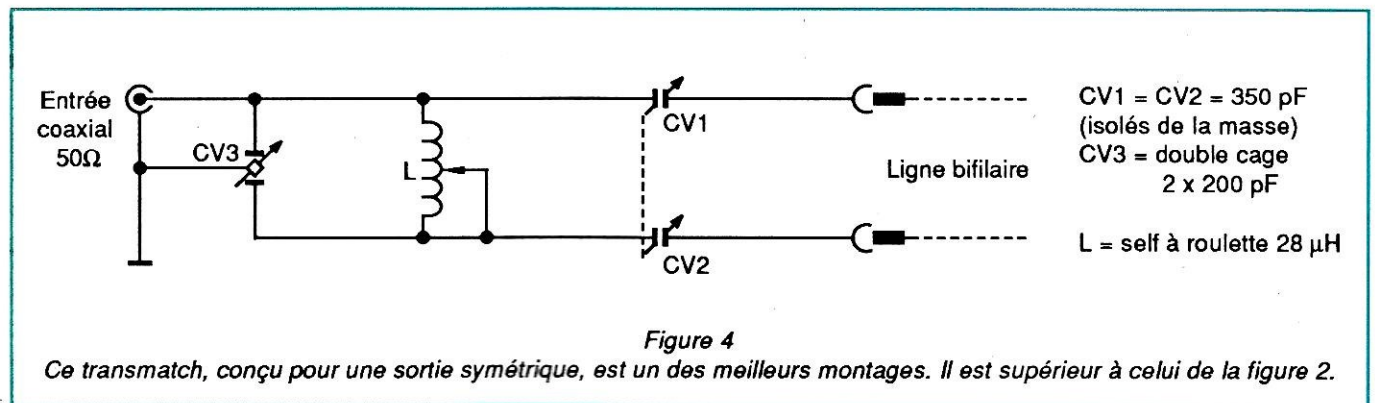 Entrée
coaxial
50Ω
CV3
L
CV1
CV2
Ligne bifilaire
CV1 = CV2 = 350 pF
(isolés de la masse)
CV3 = double cage
2 x 200 pF
L = self à roulette 28 µH
Figure 4
Ce transmatch, conçu pour une sortie symétrique, est un des meilleurs montages. Il est supérieur à celui de la figure 2.